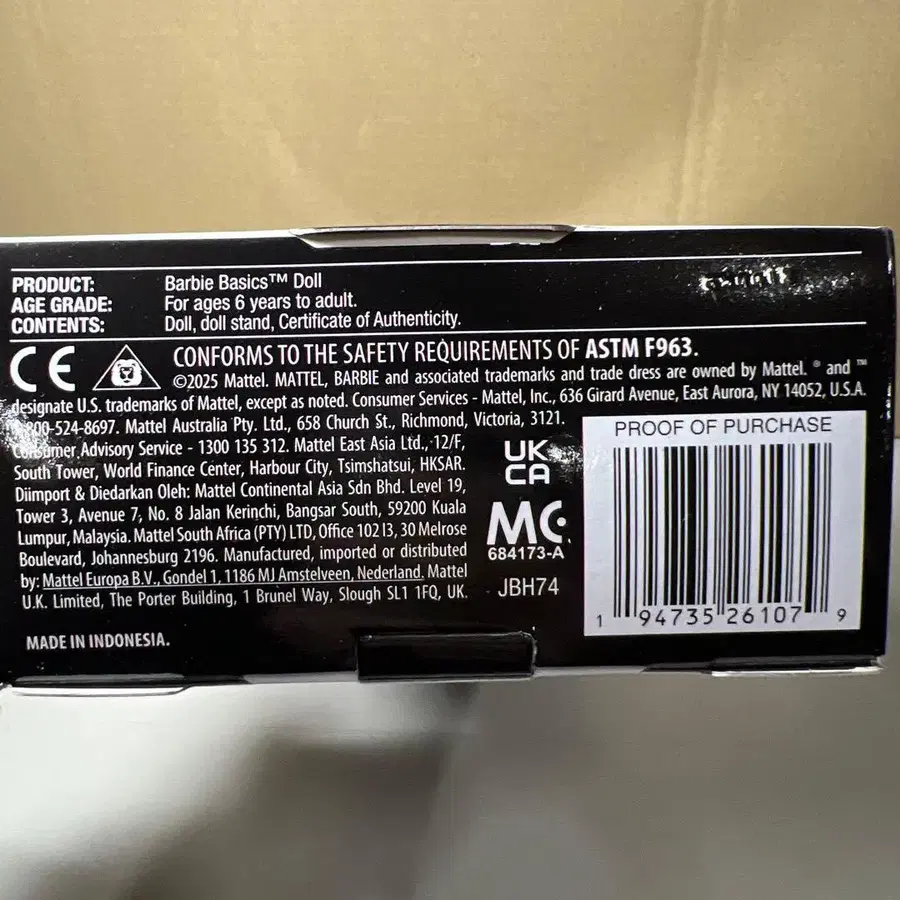 PRODUCT: Barbie Basics™ Doll
AGE GRADE: For ages 6 years to adult.
CONTENTS: Doll, doll stand, Certificate of Authenticity.
CE CONFORMS TO THE SAFETY REQUIREMENTS OF ASTM F963.
©2025 Mattel. MATTEL, BARBIE and associated trademarks and trade dress are owned by Mattel. ® and ™
designate U.S. trademarks of Mattel, except as noted. Consumer Services - Mattel, Inc., 636 Girard Avenue, East Aurora, NY 14052, U.S.A.
800-524-8697. Mattel Australia Pty. Ltd., 658 Church St., Richmond, Victoria, 3121.
Consumer Advisory Service - 1300 135 312. Mattel East Asia Ltd., 12/F,
South Tower, World Finance Center, Harbour City, Tsimshatsui, HKSAR.
Diimport & Diedarkan Oleh: Mattel Continental Asia Sdn Bhd. Level 19,
Tower 3, Avenue 7, No. 8 Jalan Kerinchi, Bangsar South, 59200 Kuala
Lumpur, Malaysia. Mattel South Africa (PTY) LTD, Office 102 I3, 30 Melrose
Boulevard, Johannesburg 2196. Manufactured, imported or distributed
by: Mattel Europa B.V., Gondel 1, 1186 MJ Amstelveen, Nederland. Mattel
U.K. Limited, The Porter Building, 1 Brunel Way, Slough SL1 1FQ, UK.
MADE IN INDONESIA.
UK
CA
MC
684173-A
JBH74
PROOF OF PURCHASE
1 94735 26107 9